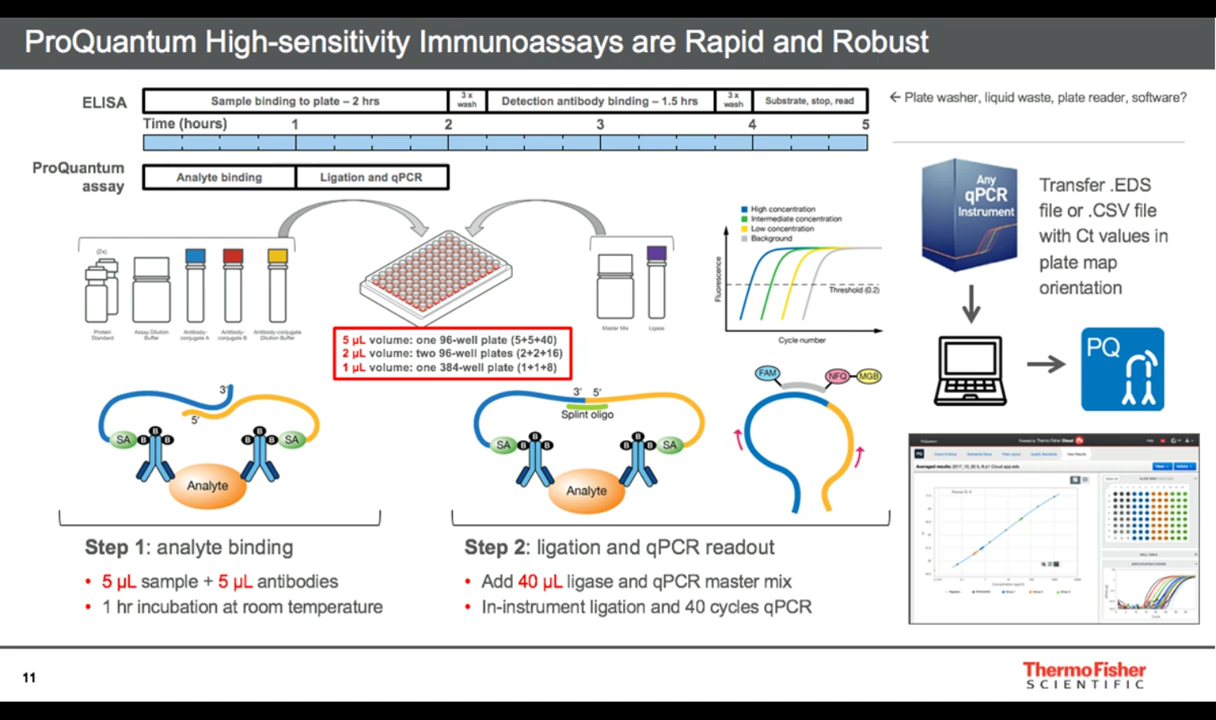 ProQuantum High-sensitivity Immunoassays are Rapid and Robust
ELISA
Sample binding to plate – 2 hrs
3 x
wash
Detection antibody binding – 1.5 hrs
3 x
wash
Substrate, stop, read
← Plate washer, liquid waste, plate reader, software?
Time (hours)
1
2
3
4
5
ProQuantum
assay
Analyte binding
Ligation and qPCR
(2x)
Protein
Standard
Assay Dilution
Buffer
Antibody-
conjugate A
Antibody-
conjugate B
Antibody-conjugate
Dilution Buffer
Master Mix
Ligase
5 µL volume: one 96-well plate (5+5+40)
2 µL volume: two 96-well plates (2+2+16)
1 µL volume: one 384-well plate (1+1+8)
High concentration
Intermediate concentration
Low concentration
Background
Fluorescence
Threshold (0.2)
Cycle number
Any
qPCR
Instrument
Transfer .EDS
file or .CSV file
with Ct values in
plate map
orientation
PQ
3'
5'
SA
B
B
B
B
B
B
SA
Analyte
3' 5'
Splint oligo
SA
B
B
B
B
B
B
SA
Analyte
FAM
NFQ
MGB
Step 1: analyte binding
• 5 µL sample + 5 µL antibodies
• 1 hr incubation at room temperature
Step 2: ligation and qPCR readout
• Add 40 µL ligase and qPCR master mix
• In-instrument ligation and 40 cycles qPCR
11
ThermoFisher
SCIENTIFIC